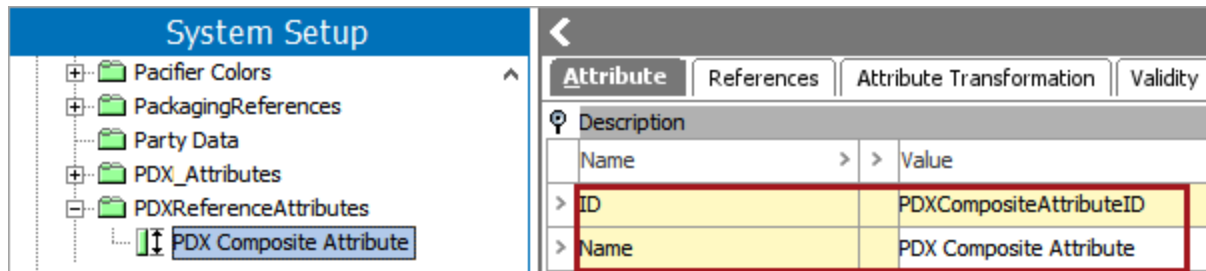 System Setup
Pacifier Colors
PackagingReferences
Party Data
PDX_Attributes
PDXReferenceAttributes
PDX Composite Attribute
Attribute References Attribute Transformation Validity
Description
Name > > Value
> ID PDXCompositeAttributeID
> Name PDX Composite Attribute